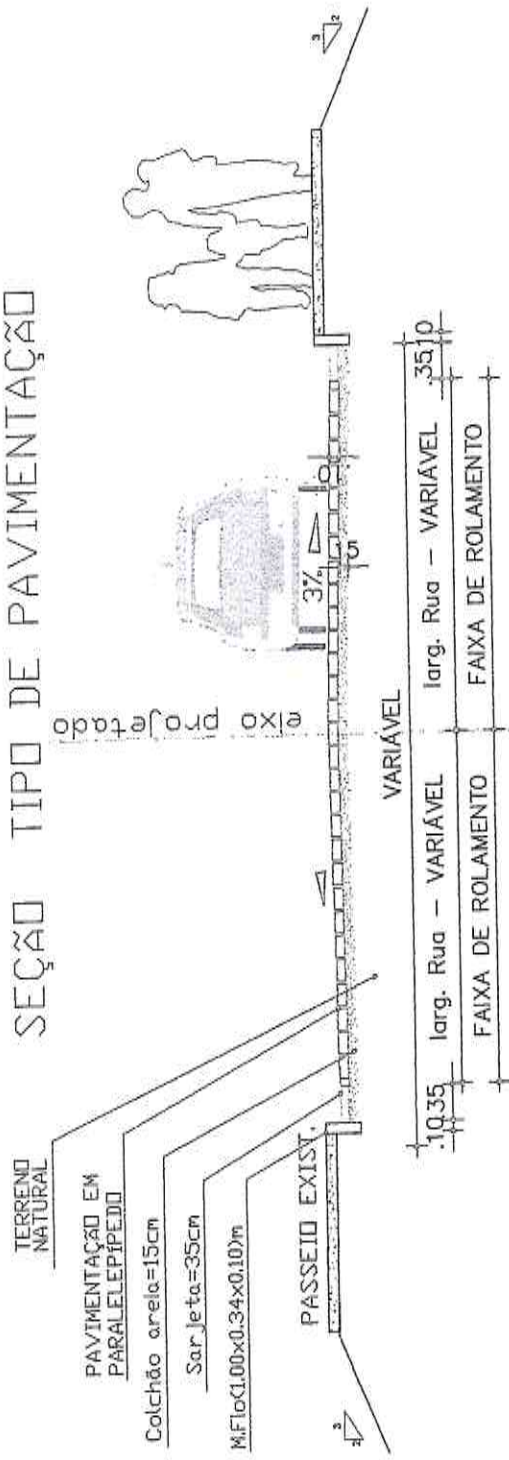 SEÇÃO TIPO DE PAVIMENTAÇÃO
TERRENO
NATURAL
PAVIMENTAÇÃO EM
PARALELEPÍPEDO
Colchão areia=15cm
Sarjeta=35cm
M.Fio(1.00x0.34x0.10)m
PASSEIO EXIST.
eixo projetado
3%
15
3
2
3
2
VARIÁVEL
.10
.35
larg. Rua - VARIÁVEL
larg. Rua - VARIÁVEL
.35
.10
FAIXA DE ROLAMENTO
FAIXA DE ROLAMENTO